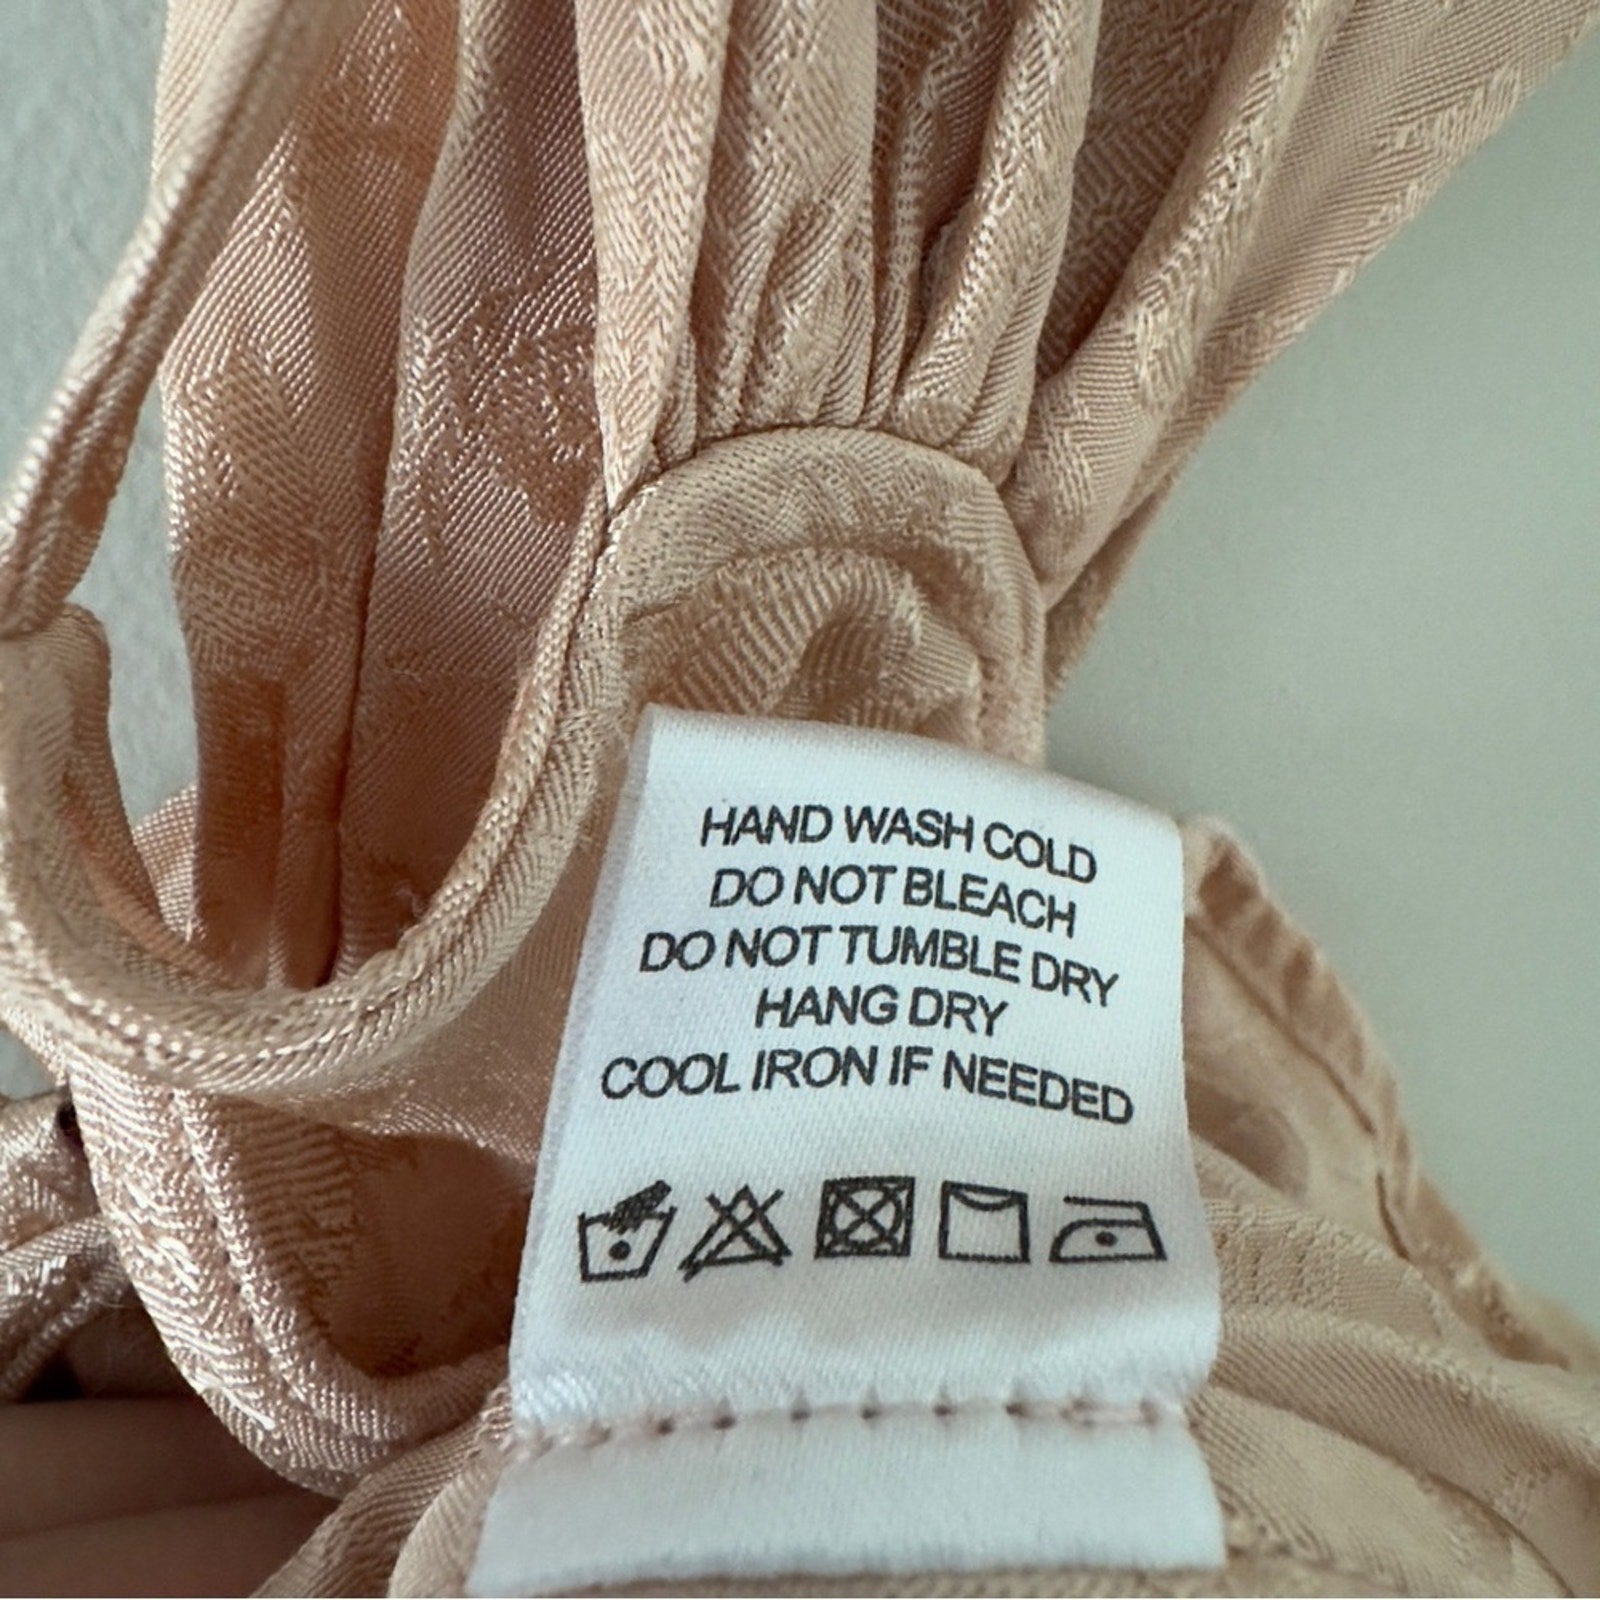 HAND WASH COLD
DO NOT BLEACH
DO NOT TUMBLE DRY
HANG DRY
COOL IRON IF NEEDED